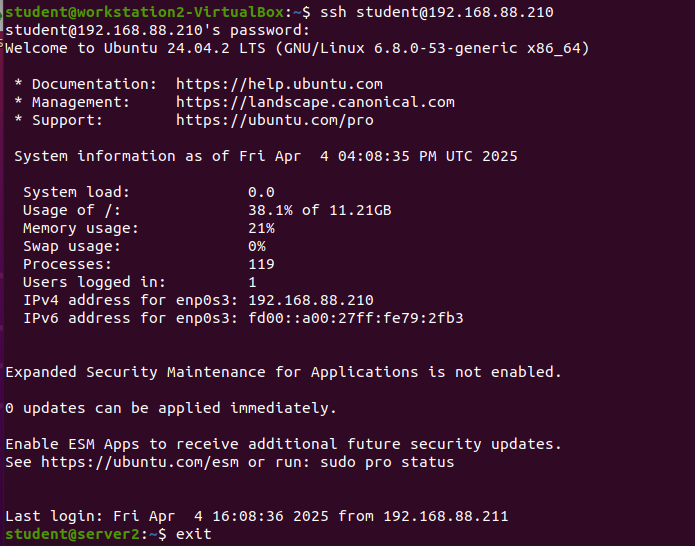 student@workstation2-VirtualBox:~$ ssh student@192.168.88.210
student@192.168.88.210's password:
Welcome to Ubuntu 24.04.2 LTS (GNU/Linux 6.8.0-53-generic x86_64)

 * Documentation:  https://help.ubuntu.com
 * Management:     https://landscape.canonical.com
 * Support:        https://ubuntu.com/pro

 System information as of Fri Apr  4 04:08:35 PM UTC 2025

  System load:             0.0
  Usage of /:              38.1% of 11.21GB
  Memory usage:            21%
  Swap usage:              0%
  Processes:               119
  Users logged in:         1
  IPv4 address for enp0s3: 192.168.88.210
  IPv6 address for enp0s3: fd00::a00:27ff:fe79:2fb3

Expanded Security Maintenance for Applications is not enabled.

0 updates can be applied immediately.

Enable ESM Apps to receive additional future security updates.
See https://ubuntu.com/esm or run: sudo pro status

Last login: Fri Apr  4 16:08:36 2025 from 192.168.88.211
student@server2:~$ exit